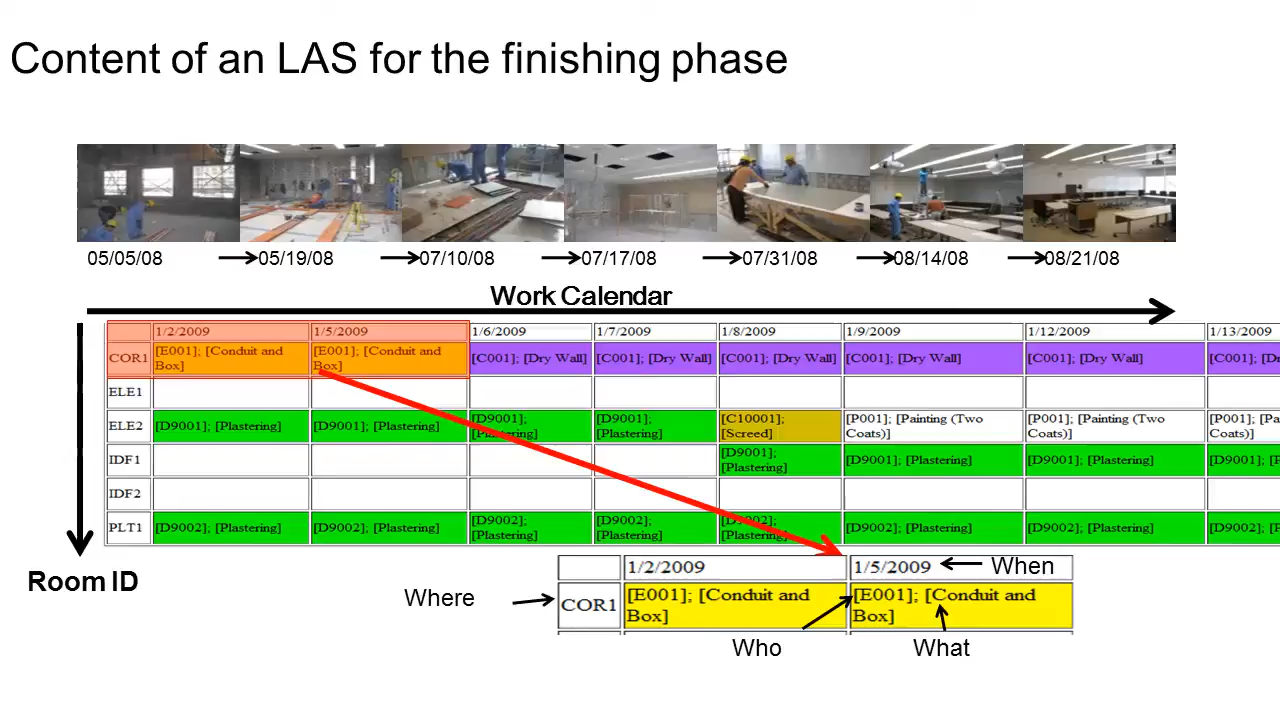 Content of an LAS for the finishing phase
05/05/08
05/19/08
07/10/08
07/17/08
07/31/08
08/14/08
08/21/08
Work Calendar
1/2/2009 1/5/2009 1/6/2009 1/7/2009 1/8/2009 1/9/2009 1/12/2009 1/13/2009
COR1 [E001]; [Conduit and Box] [E001]; [Conduit and Box] [C001]; [Dry Wall] [C001]; [Dry Wall] [C001]; [Dry Wall] [C001]; [Dry Wall] [C001]; [Dry Wall] [C001]; [D
ELE1
ELE2 [D9001]; [Plastering] [D9001]; [Plastering] [D9001]; [Plastering] [D9001]; [Plastering] [C10001]; [Screed] [P001]; [Painting (Two Coats)] [P001]; [Painting (Two Coats)] [P001]; [Pa Coats)]
IDF1 [D9001]; [Plastering] [D9001]; [Plastering] [D9001]; [Plastering] [D9001]; [P
IDF2
PLT1 [D9002]; [Plastering] [D9002]; [Plastering] [D9002]; [Plastering] [D9002]; [Plastering] [D9002]; [Plastering] [D9002]; [Plastering] [D9002]; [Plastering] [D9002]; [P
Room ID
1/2/2009 1/5/2009 When
Where COR1 [E001]; [Conduit and Box] [E001]; [Conduit and Box]
Who What